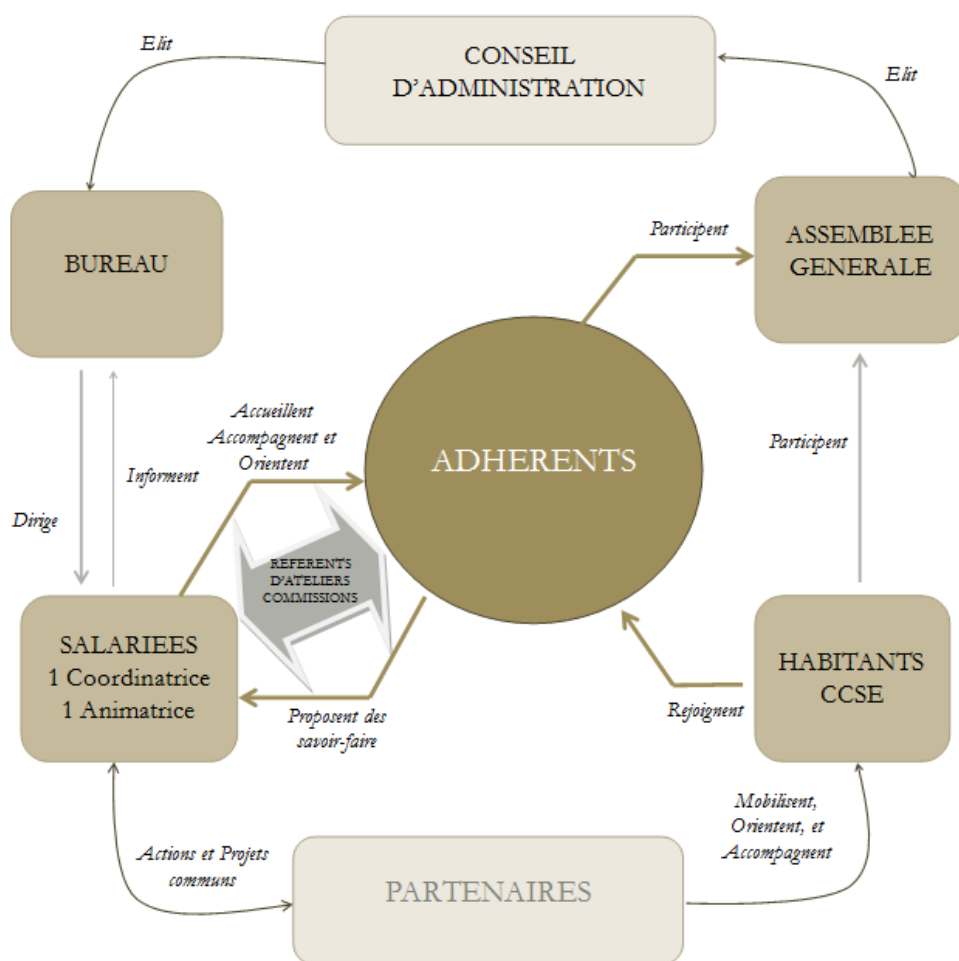 Elit
CONSEIL
D'ADMINISTRATION
Elit
BUREAU
Participent
ASSEMBLEE
GENERALE
Accueillent
Accompagnent et
Orientent
ADHERENTS
Participent
Informent
Dirige
REFERENTS
D'ATELIERS
COMMISSIONS
SALARIEES
1 Coordinatrice
1 Animatrice
HABITANTS
CCSE
Proposent des
savoir-faire
Rejoignent
Mobilisent,
Orientent, et
Accompagnent
Actions et Projets
communs
PARTENAIRES